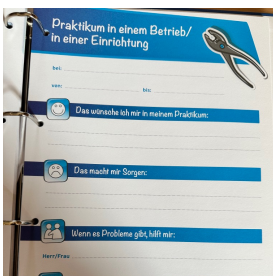 Praktikum in einem Betrieb/
in einer Einrichtung
bei:
von: bis:
Das wünsche ich mir in meinem Praktikum:
Das macht mir Sorgen:
Wenn es Probleme gibt, hilft mir:
Herr/Frau